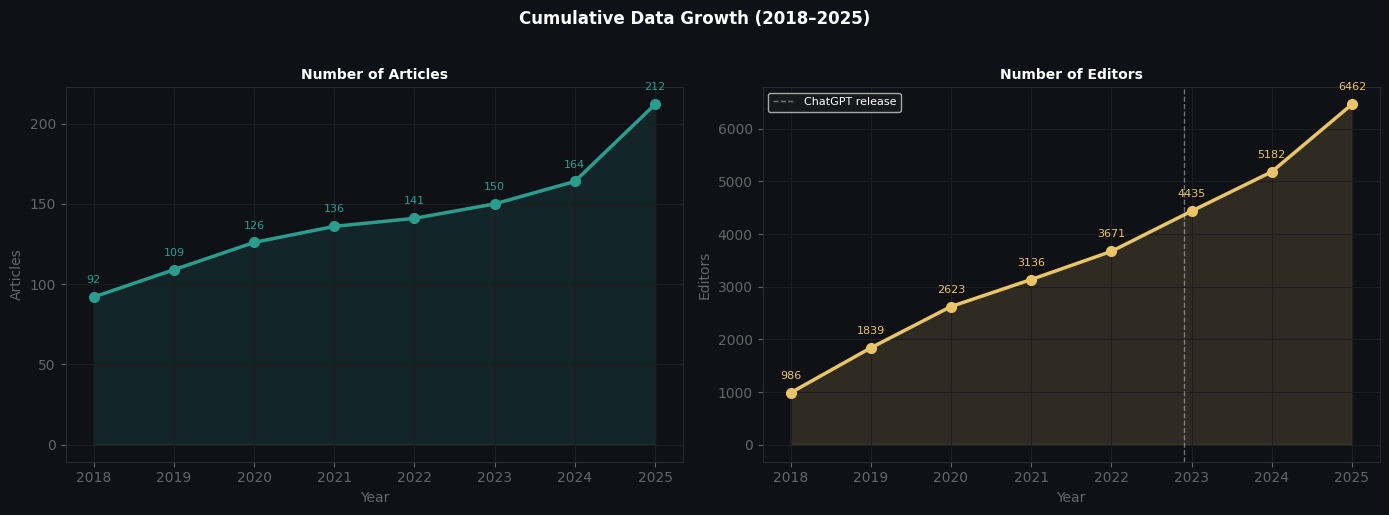 Cumulative Data Growth (2018–2025)
Number of Articles
212
200
164
150
150
141
136
126
109
100
92
50
0
Articles
2018 2019 2020 2021 2022 2023 2024 2025
Year
Number of Editors
ChatGPT release
6462
6000
5182
5000
4435
4000
3671
3136
3000
2623
2000
1839
1000
986
0
Editors
2018 2019 2020 2021 2022 2023 2024 2025
Year